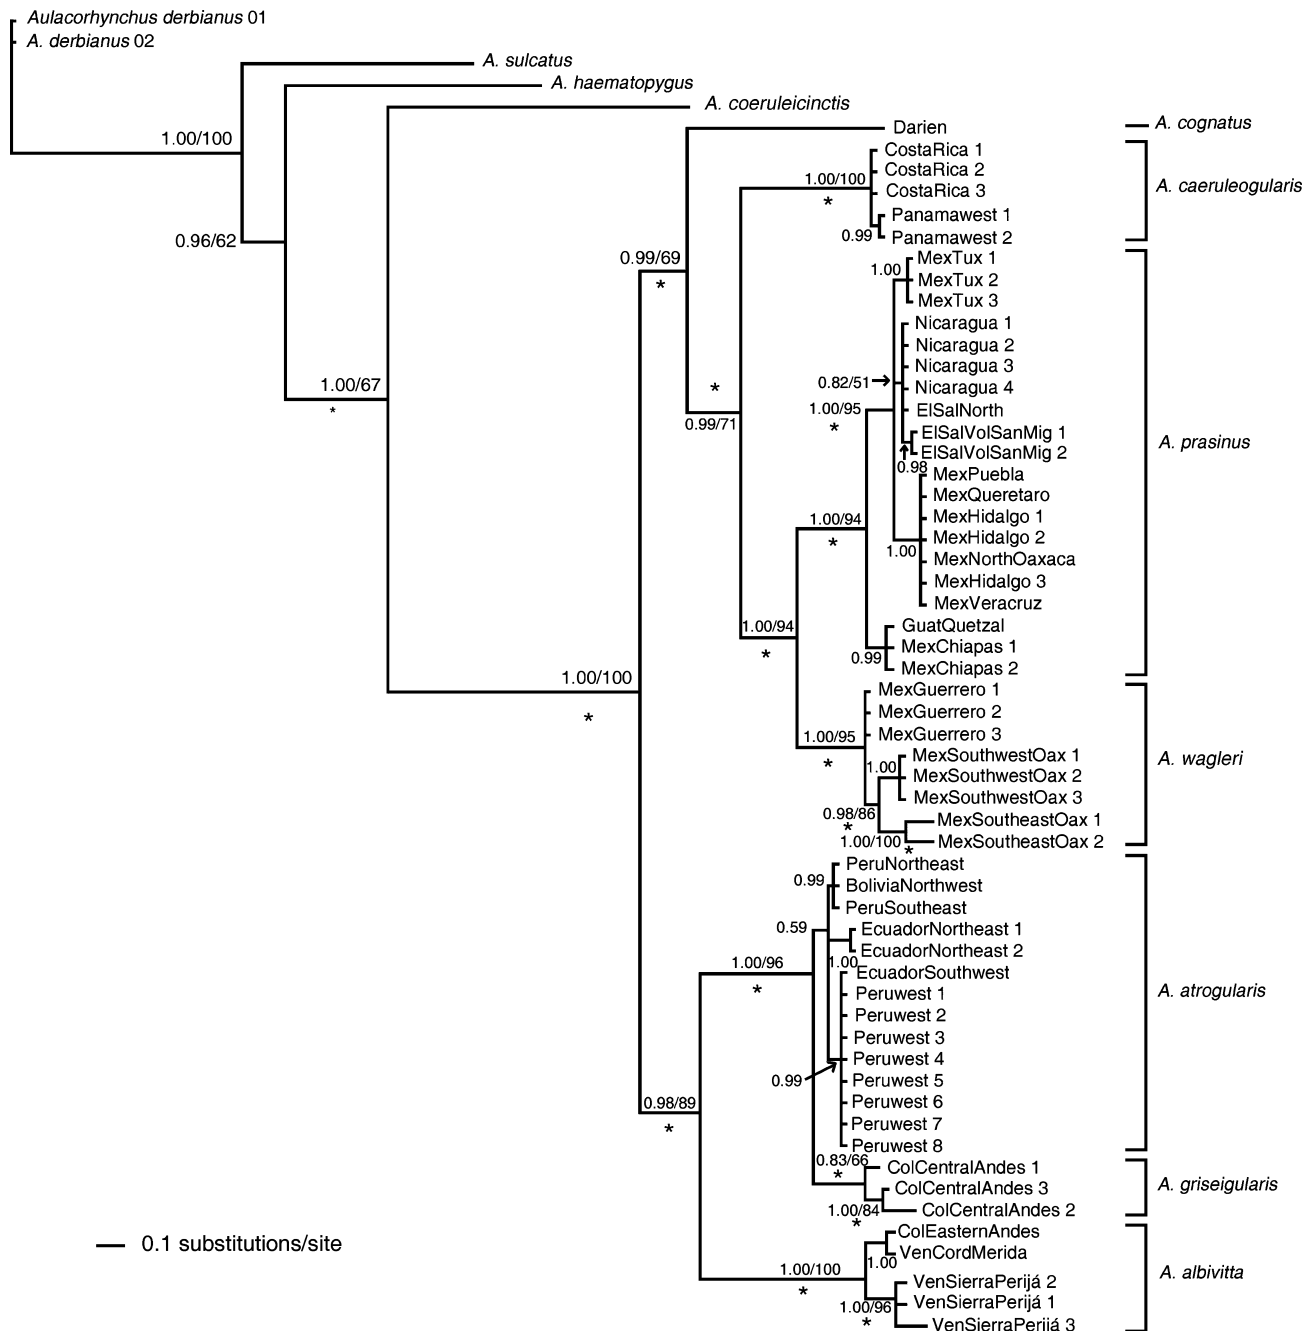 Aulacorhynchus derbianus 01
A. derbianus 02
A. sulcatus
A. haematopygus
A. coeruleicinctis
Darien
A. cognatus
1.00/100
CostaRica 1
CostaRica 2
1.00/100
*
CostaRica 3
A. caeruleogularis
Panamawest 1
0.99
Panamawest 2
0.96/62
MexTux 1
0.99/69
*
1.00
MexTux 2
MexTux 3
Nicaragua 1
Nicaragua 2
Nicaragua 3
0.82/51
Nicaragua 4
1.00/67
*
*
0.99/71
1.00/95
*
ElSalNorth
ElSalVolSanMig 1
A. prasinus
ElSalVolSanMig 2
0.98
MexPuebla
MexQueretaro
1.00/94
*
MexHidalgo 1
MexHidalgo 2
1.00
MexNorthOaxaca
MexHidalgo 3
MexVeracruz
1.00/94
*
GuatQuetzal
MexChiapas 1
0.99
MexChiapas 2
1.00/100
*
MexGuerrero 1
MexGuerrero 2
MexGuerrero 3
1.00/95
*
MexSouthwestOax 1
A. wagleri
1.00
MexSouthwestOax 2
MexSouthwestOax 3
0.98/86
*
MexSoutheastOax 1
1.00/100
*
MexSoutheastOax 2
PeruNortheast
0.99
BoliviaNorthwest
PeruSoutheast
0.59
EcuadorNortheast 1
EcuadorNortheast 2
1.00/96
*
1.00
EcuadorSouthwest
Peruwest 1
A. atrogularis
Peruwest 2
Peruwest 3
Peruwest 4
0.99
Peruwest 5
Peruwest 6
0.98/89
*
Peruwest 7
Peruwest 8
0.83/66
*
ColCentralAndes 1
ColCentralAndes 3
A. griseigularis
1.00/84
*
ColCentralAndes 2
ColEasternAndes
0.1 substitutions/site
VenCordMerida
1.00
1.00/100
*
VenSierraPerijá 2
A. albivitta
1.00/96
*
VenSierraPerijá 1
VenSierraPerijá 3